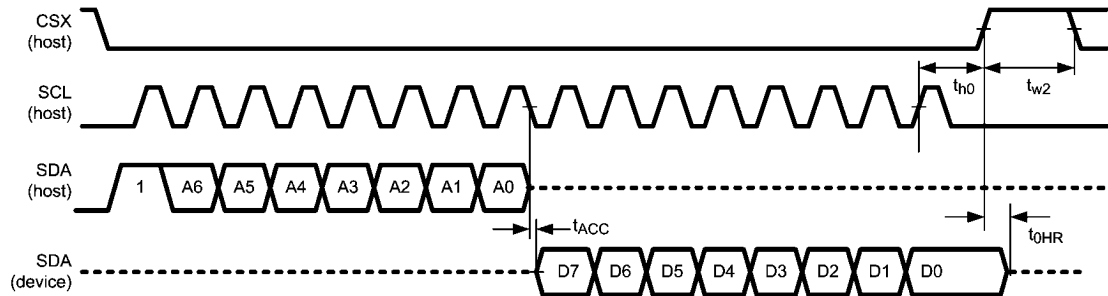 CSX
(host)
SCL
(host)
th0
tw2
SDA
(host)
1 A6 A5 A4 A3 A2 A1 A0
tACC
t0HR
SDA
(device)
D7 D6 D5 D4 D3 D2 D1 D0